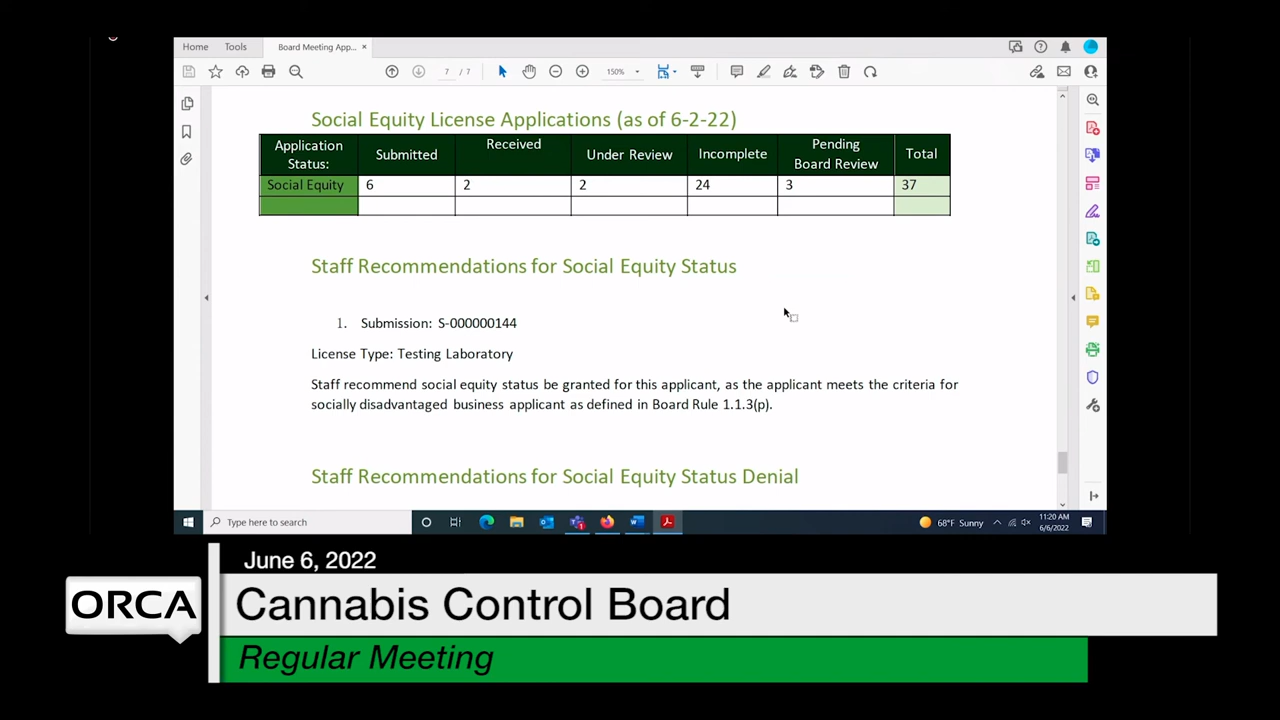 Home Tools Board Meeting App... ×
7 / 7 150%
Social Equity License Applications (as of 6-2-22)
Application Status: Submitted Received Under Review Incomplete Pending Board Review Total
Social Equity 6 2 2 24 3 37
Staff Recommendations for Social Equity Status
1. Submission: S-000000144
License Type: Testing Laboratory
Staff recommend social equity status be granted for this applicant, as the applicant meets the criteria for
socially disadvantaged business applicant as defined in Board Rule 1.1.3(p).
Staff Recommendations for Social Equity Status Denial
Type here to search
68°F Sunny
11:20 AM
6/6/2022
June 6, 2022
ORCA
Cannabis Control Board
Regular Meeting